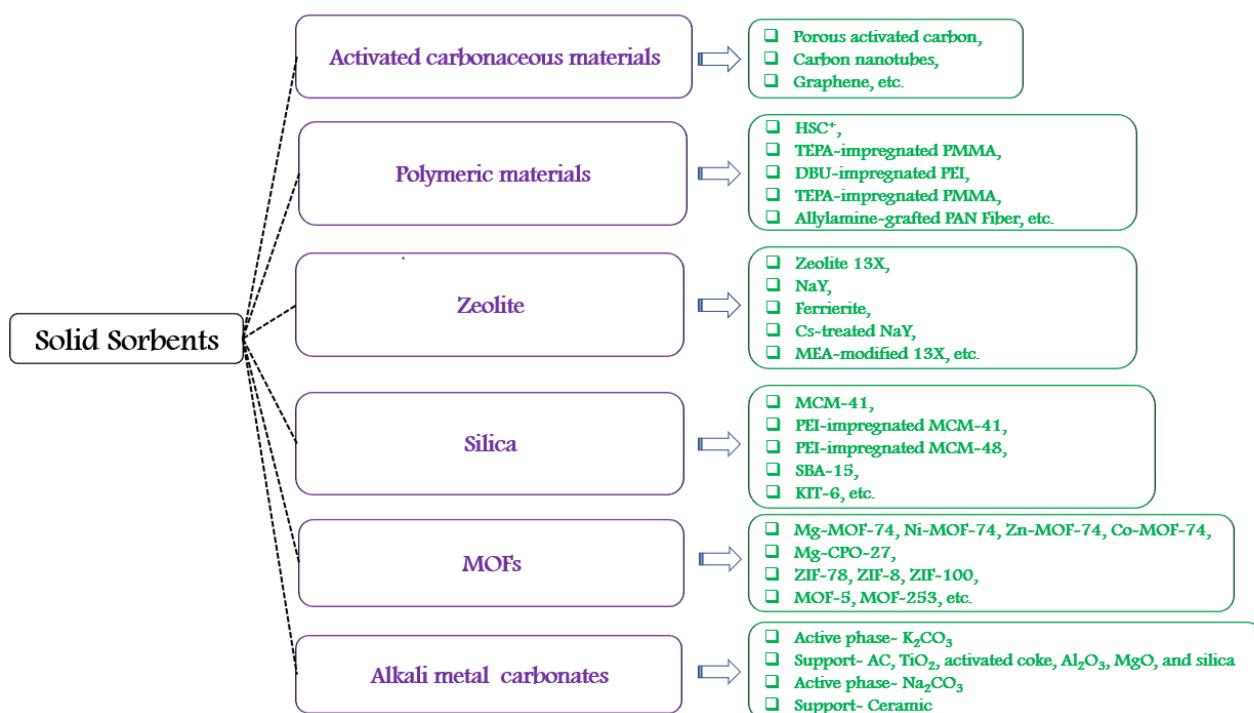 Solid Sorbents
Activated carbonaceous materials
❑ Porous activated carbon,
❑ Carbon nanotubes,
❑ Graphene, etc.
Polymeric materials
❑ HSC⁺,
❑ TEPA-impregnated PMMA,
❑ DBU-impregnated PEI,
❑ TEPA-impregnated PMMA,
❑ Allylamine-grafted PAN Fiber, etc.
Zeolite
❑ Zeolite 13X,
❑ NaY,
❑ Ferrierite,
❑ Cs-treated NaY,
❑ MEA-modified 13X, etc.
Silica
❑ MCM-41,
❑ PEI-impregnated MCM-41,
❑ PEI-impregnated MCM-48,
❑ SBA-15,
❑ KIT-6, etc.
MOFs
❑ Mg-MOF-74, Ni-MOF-74, Zn-MOF-74, Co-MOF-74,
❑ Mg-CPO-27,
❑ ZIF-78, ZIF-8, ZIF-100,
❑ MOF-5, MOF-253, etc.
Alkali metal carbonates
❑ Active phase- K₂CO₃
❑ Support- AC, TiO₂, activated coke, Al₂O₃, MgO, and silica
❑ Active phase- Na₂CO₃
❑ Support- Ceramic